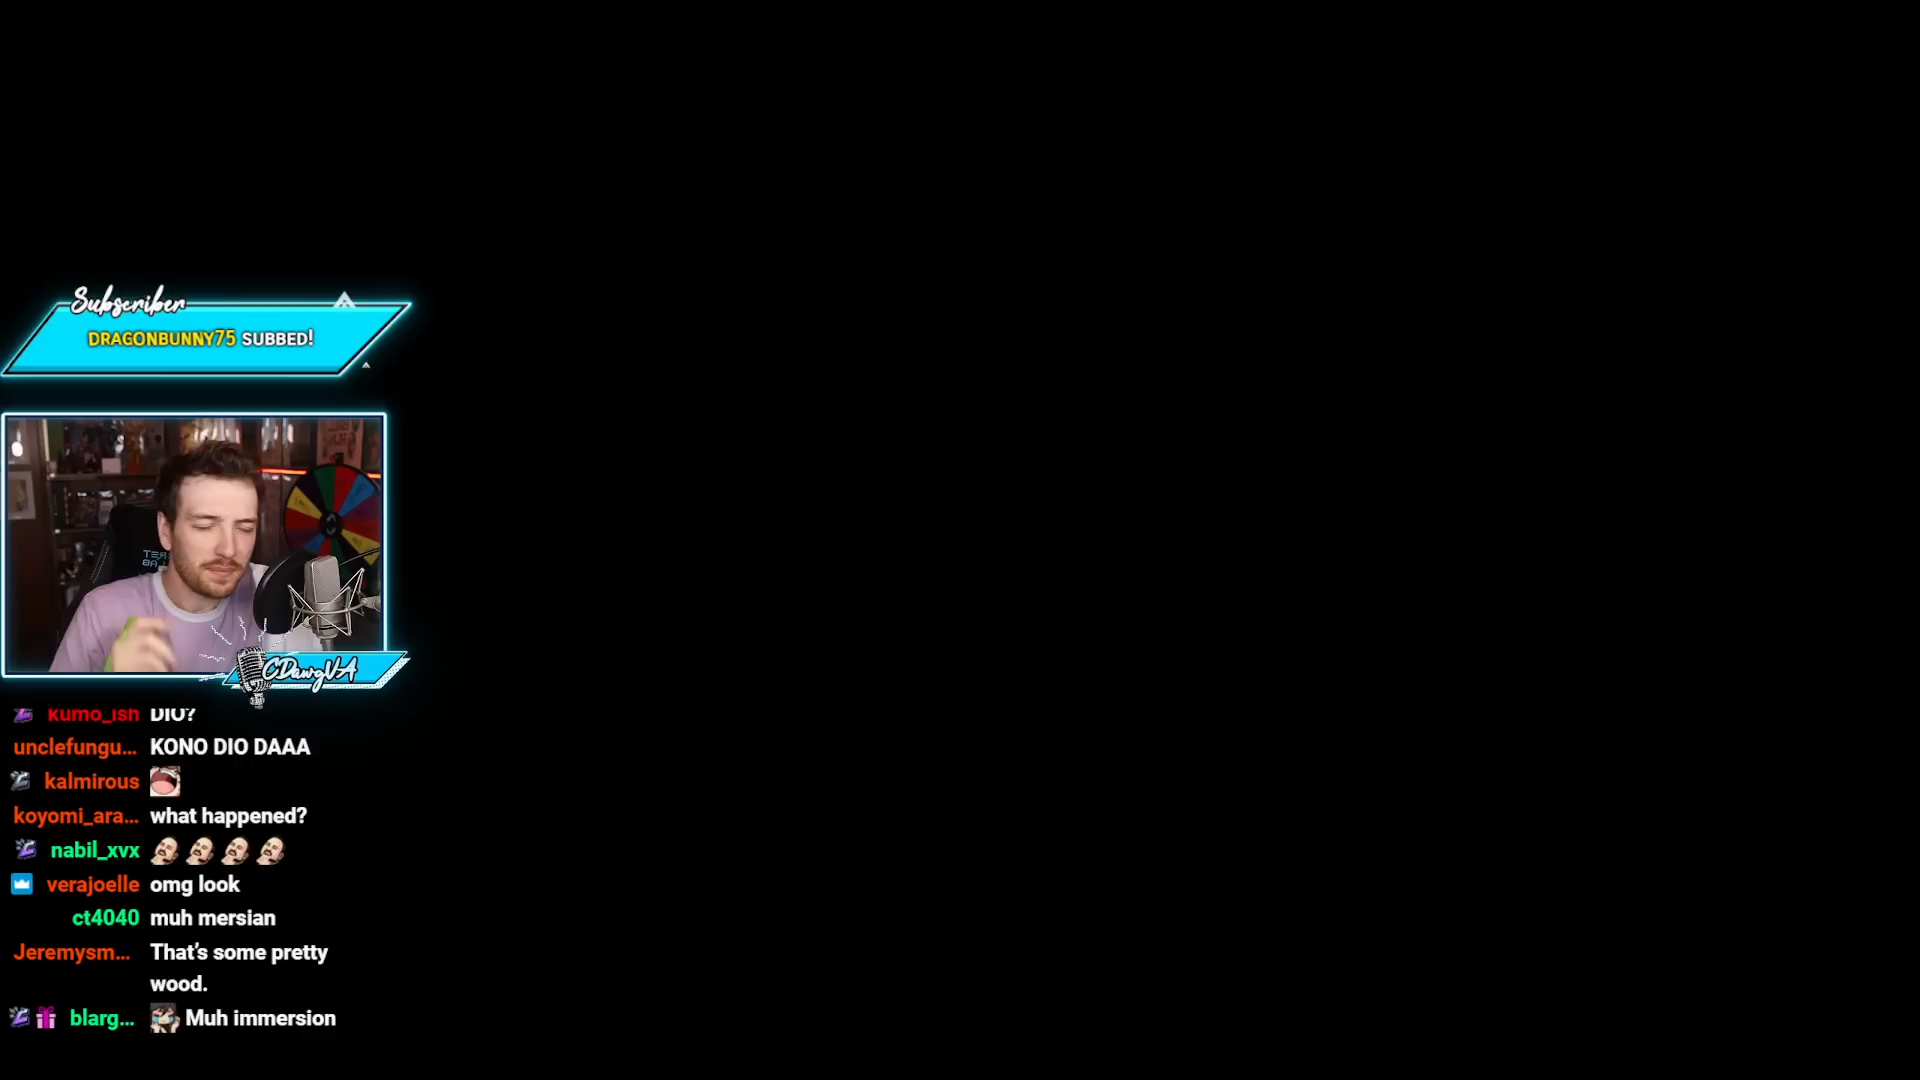 Subscriber
DRAGONBUNNY75 SUBBED!
CDawgVA
kumo_ish DIO?
unclefungu... KONO DIO DAAA
kalmirous
koyomi_ara... what happened?
nabil_xvx
verajoelle omg look
ct4040 muh mersian
Jeremysm... That's some pretty
wood.
blarg... Muh immersion